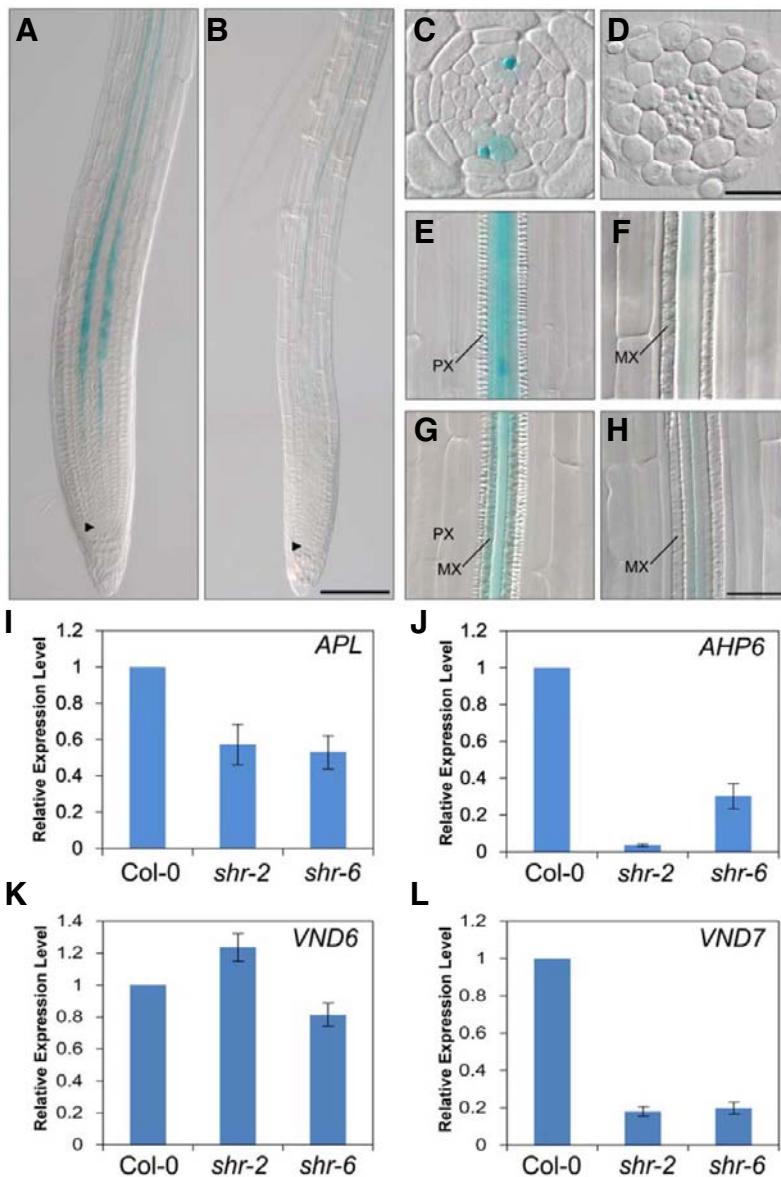 A
B
C
D
E
PX
F
MX
G
PX
MX
H
MX
I
APL
Relative Expression Level
1.2
1
0.8
0.6
0.4
0.2
0
Col-0 shr-2 shr-6
J
AHP6
Relative Expression Level
1.2
1
0.8
0.6
0.4
0.2
0
Col-0 shr-2 shr-6
K
VND6
Relative Expression Level
1.4
1.2
1
0.8
0.6
0.4
0.2
0
Col-0 shr-2 shr-6
L
VND7
Relative Expression Level
1.2
1
0.8
0.6
0.4
0.2
0
Col-0 shr-2 shr-6